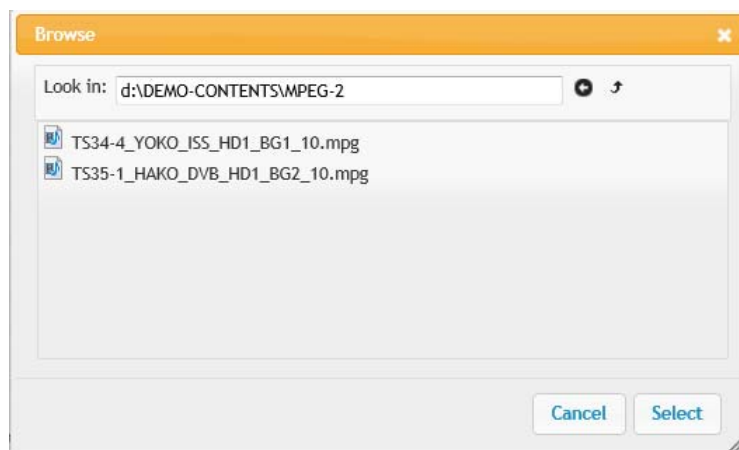 Browse
Look in: d:\DEMO-CONTENTS\MPEG-2
TS34-4_YOKO_ISS_HD1_BG1_10.mpg
TS35-1_HAKO_DVB_HD1_BG2_10.mpg
Cancel Select